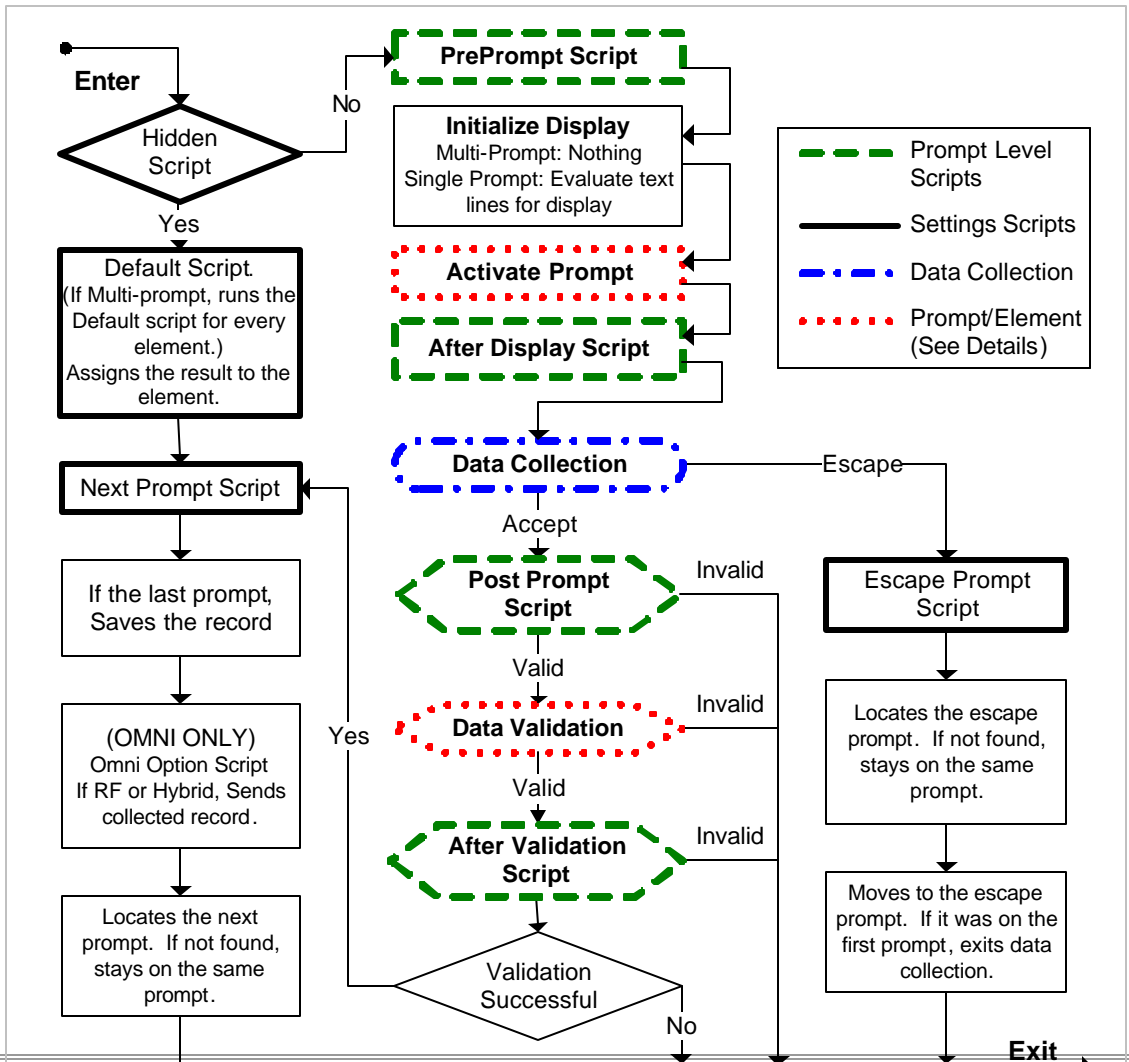 Enter
Hidden
Script
No
Yes
Default Script.
(If Multi-prompt, runs the
Default script for every
element.)
Assigns the result to the
element.
Next Prompt Script
If the last prompt,
Saves the record
(OMNI ONLY)
Omni Option Script
If RF or Hybrid, Sends
collected record.
Locates the next
prompt. If not found,
stays on the same
prompt.
PrePrompt Script
Initialize Display
Multi-Prompt: Nothing
Single Prompt: Evaluate text
lines for display
Activate Prompt
After Display Script
Data Collection
Escape
Accept
Post Prompt
Script
Invalid
Valid
Data Validation
Invalid
Valid
After Validation
Script
Invalid
Validation
Successful
Yes
No
Prompt Level
Scripts
Settings Scripts
Data Collection
Prompt/Element
(See Details)
Escape Prompt
Script
Locates the escape
prompt. If not found,
stays on the same
prompt.
Moves to the escape
prompt. If it was on the
first prompt, exits data
collection.
Exit